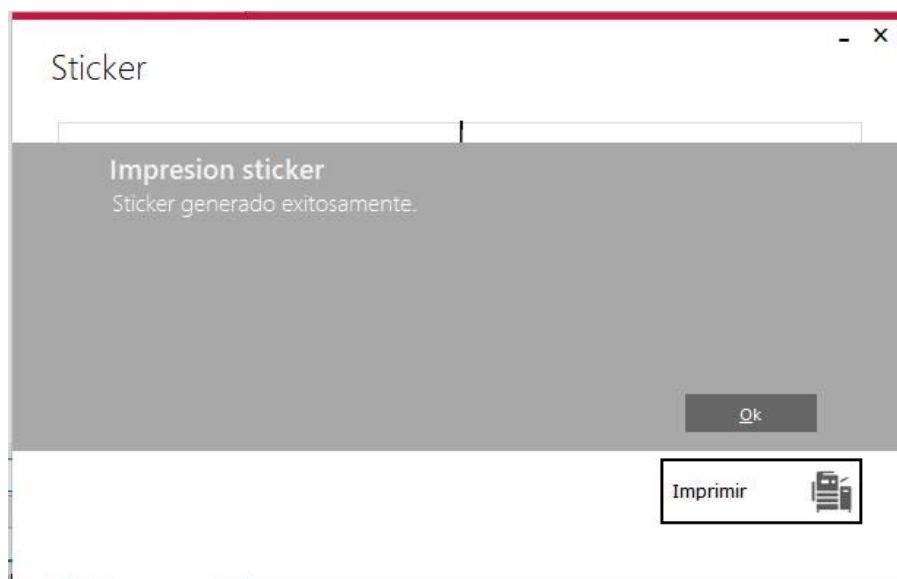 Sticker
Impresion sticker
Sticker generado exitosamente.
Ok
Imprimir